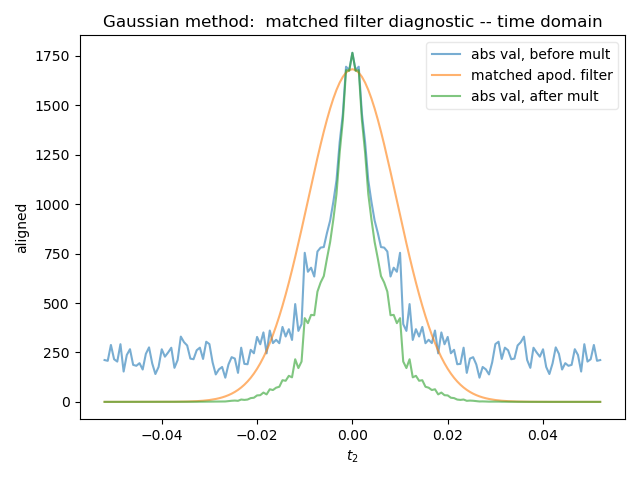 Gaussian method:  matched filter diagnostic -- time domain
abs val, before mult
matched apod. filter
abs val, after mult
aligned
1750
1500
1250
1000
750
500
250
0
−0.04
−0.02
0.00
0.02
0.04
t₂